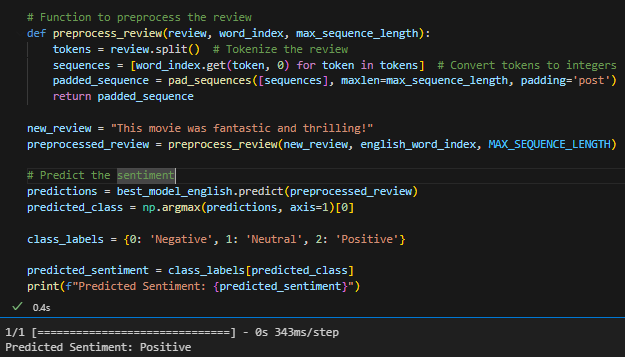 # Function to preprocess the review
def preprocess_review(review, word_index, max_sequence_length):
    tokens = review.split()  # Tokenize the review
    sequences = [word_index.get(token, 0) for token in tokens]  # Convert tokens to integers
    padded_sequence = pad_sequences([sequences], maxlen=max_sequence_length, padding='post')
    return padded_sequence

new_review = "This movie was fantastic and thrilling!"
preprocessed_review = preprocess_review(new_review, english_word_index, MAX_SEQUENCE_LENGTH)

# Predict the sentiment
predictions = best_model_english.predict(preprocessed_review)
predicted_class = np.argmax(predictions, axis=1)[0]

class_labels = {0: 'Negative', 1: 'Neutral', 2: 'Positive'}

predicted_sentiment = class_labels[predicted_class]
print(f"Predicted Sentiment: {predicted_sentiment}")
✓ 0.4s
1/1 [==============================] - 0s 343ms/step
Predicted Sentiment: Positive